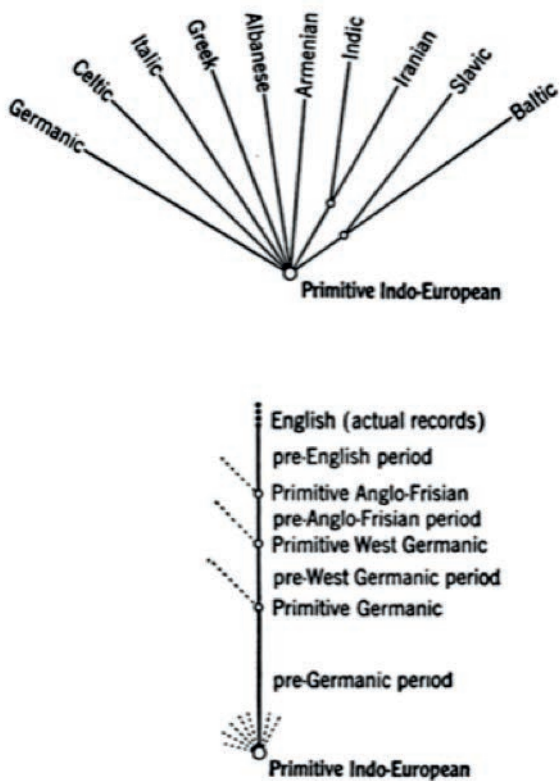 Germanic
Celtic
Italic
Greek
Albanese
Armenian
Indic
Iranian
Slavic
Baltic
Primitive Indo-European
English (actual records)
pre-English period
Primitive Anglo-Frisian
pre-Anglo-Frisian period
Primitive West Germanic
pre-West Germanic period
Primitive Germanic
pre-Germanic period
Primitive Indo-European